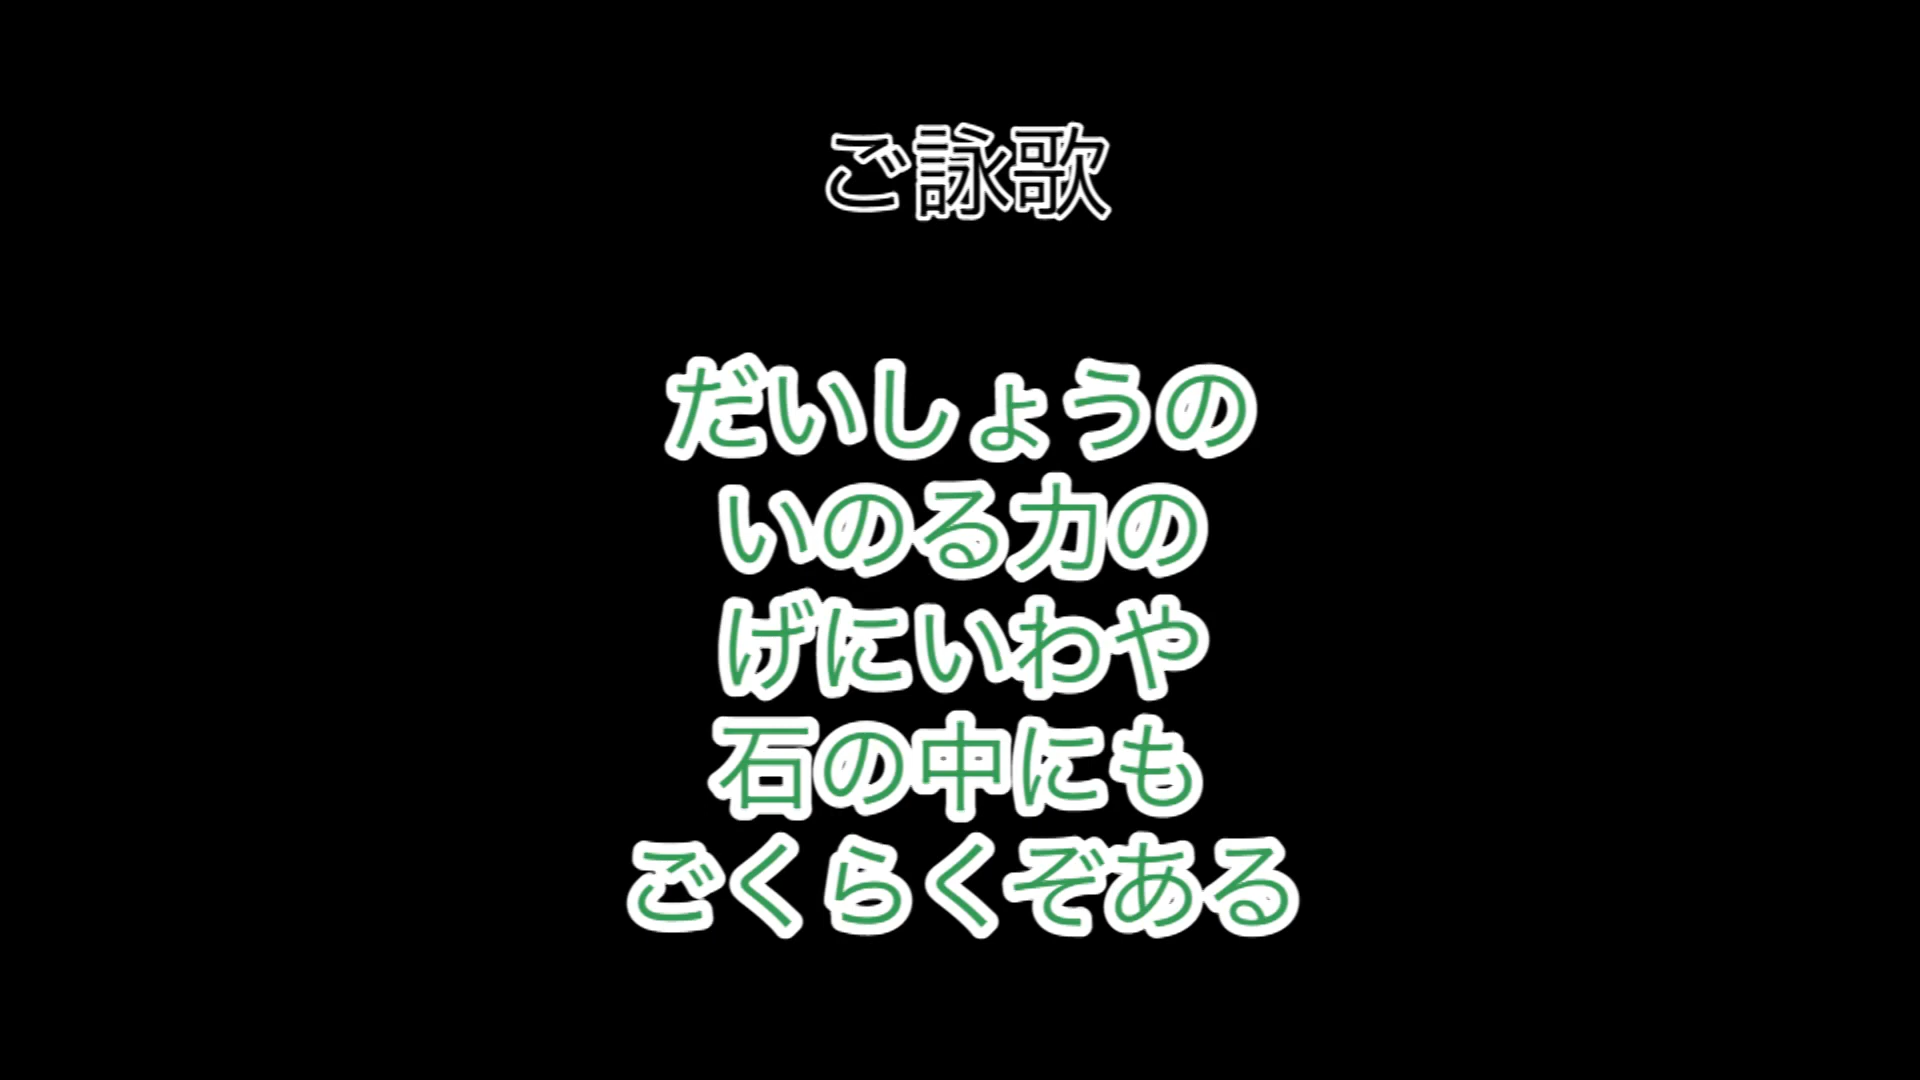 ご詠歌
だいしょうの
いのる力の
げにいわや
石の中にも
ごくらくぞある